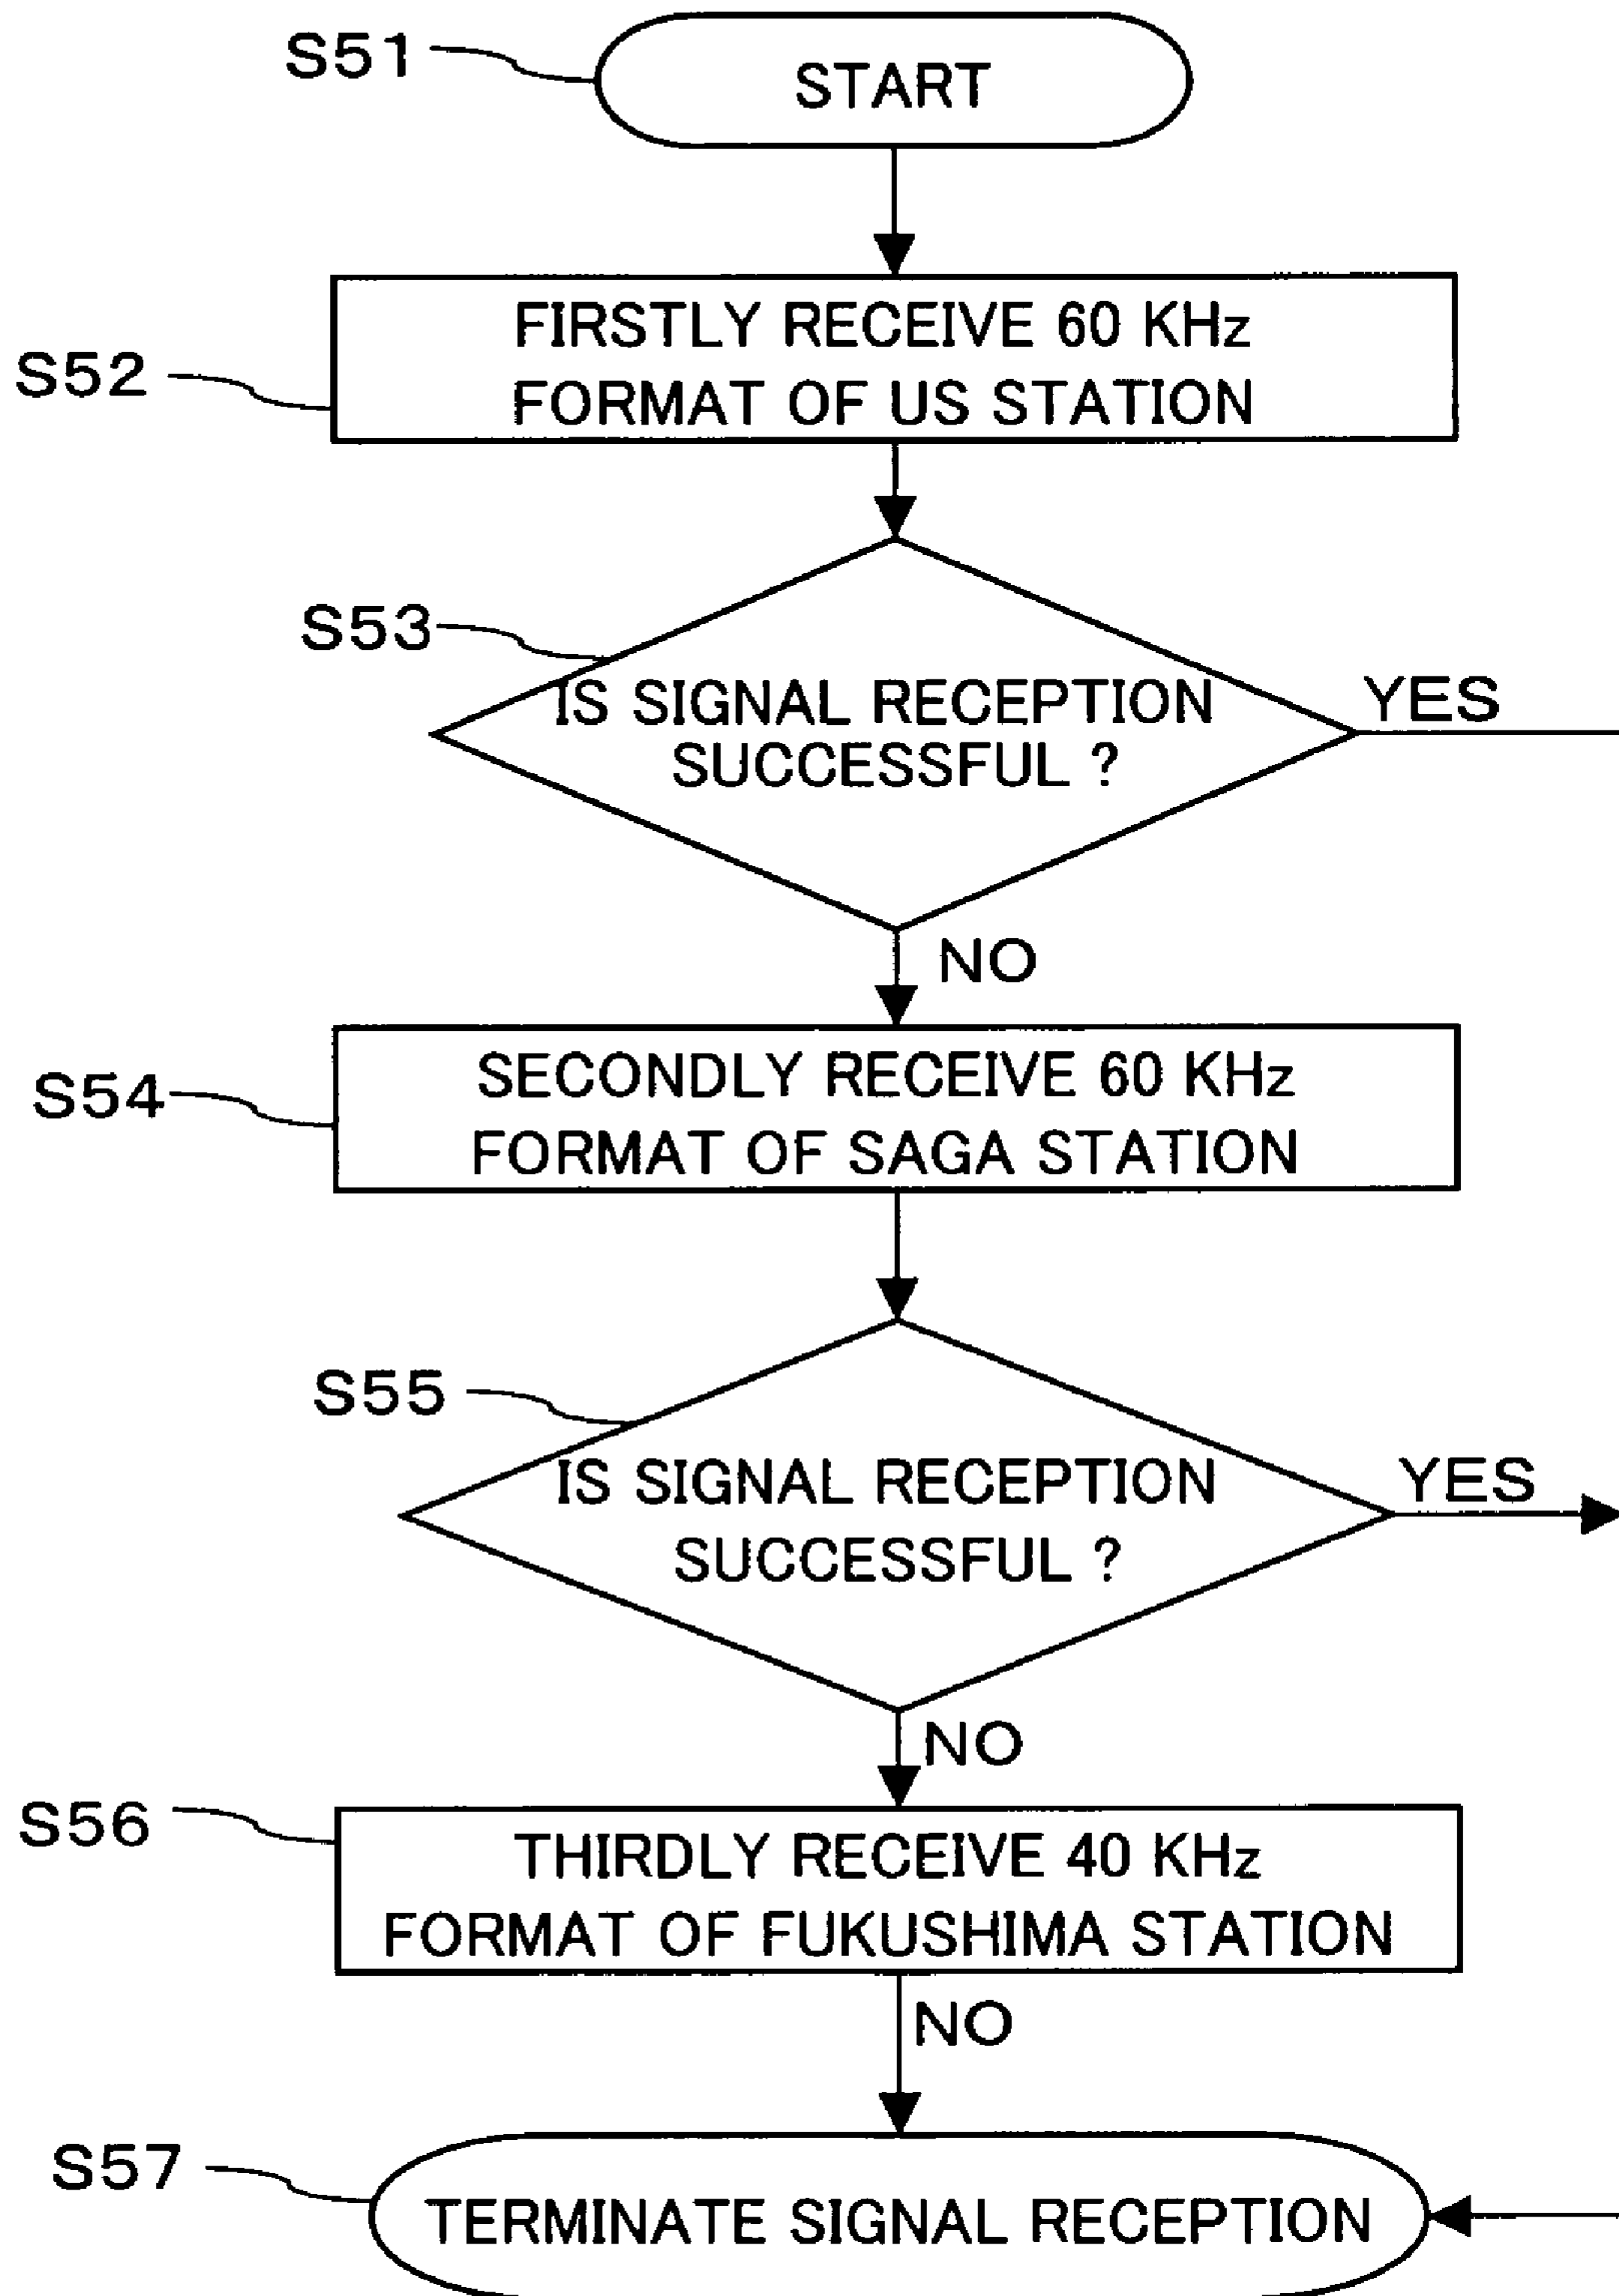 S51
START
S52
FIRSTLY RECEIVE 60 KHz
FORMAT OF US STATION
S53
IS SIGNAL RECEPTION
SUCCESSFUL ?
YES
NO
S54
SECONDLY RECEIVE 60 KHz
FORMAT OF SAGA STATION
S55
IS SIGNAL RECEPTION
SUCCESSFUL ?
YES
NO
S56
THIRDLY RECEIVE 40 KHz
FORMAT OF FUKUSHIMA STATION
NO
S57
TERMINATE SIGNAL RECEPTION